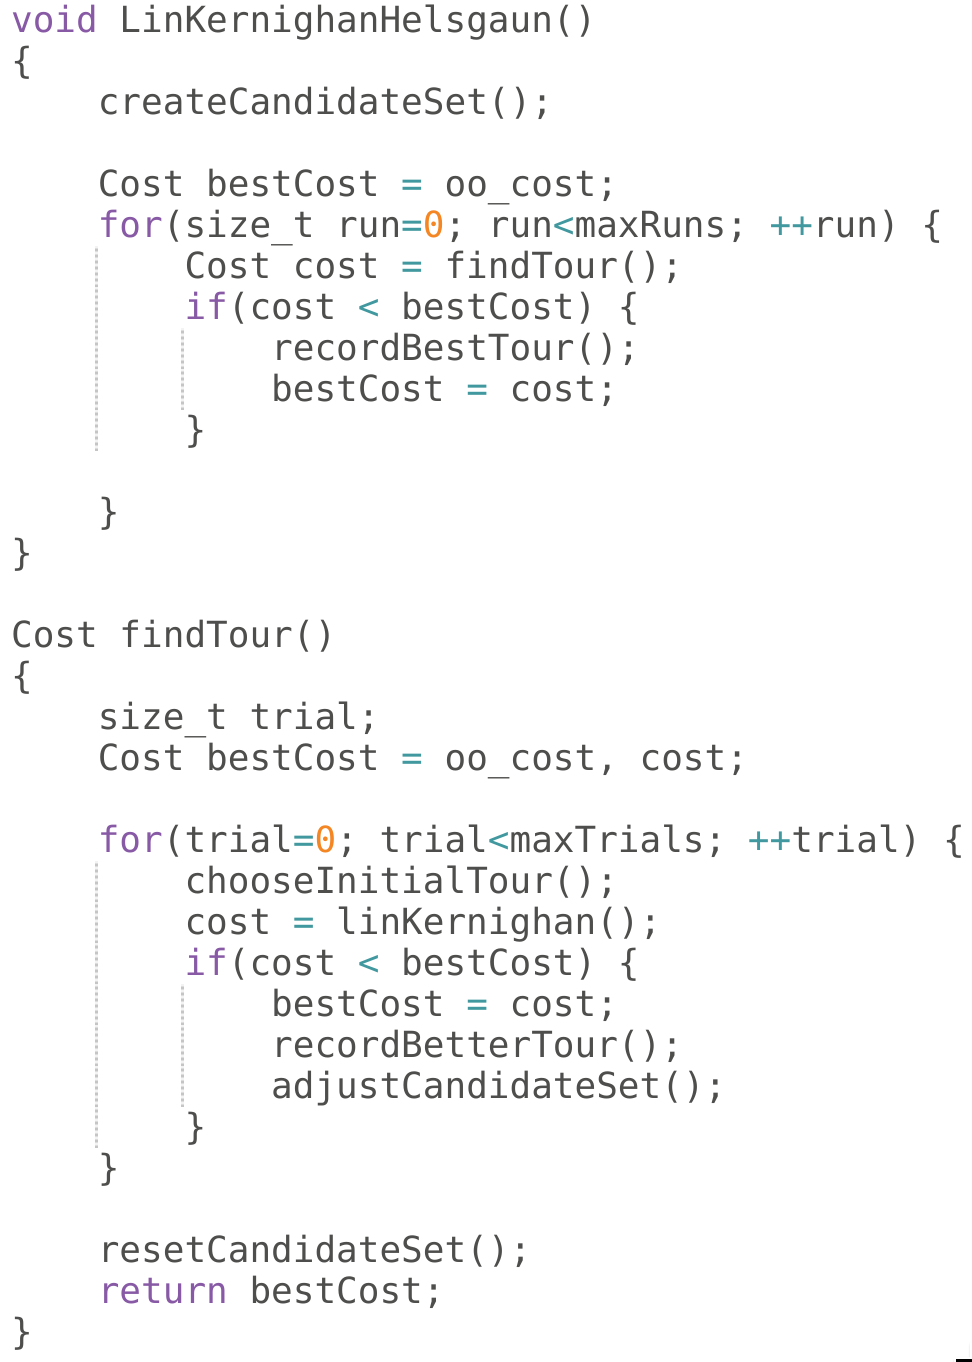 void LinKernighanHelsgaun()
{
    createCandidateSet();

    Cost bestCost = oo_cost;
    for(size_t run=0; run<maxRuns; ++run) {
        Cost cost = findTour();
        if(cost < bestCost) {
            recordBestTour();
            bestCost = cost;
        }

    }
}

Cost findTour()
{
    size_t trial;
    Cost bestCost = oo_cost, cost;

    for(trial=0; trial<maxTrials; ++trial) {
        chooseInitialTour();
        cost = linKernighan();
        if(cost < bestCost) {
            bestCost = cost;
            recordBetterTour();
            adjustCandidateSet();
        }
    }

    resetCandidateSet();
    return bestCost;
}